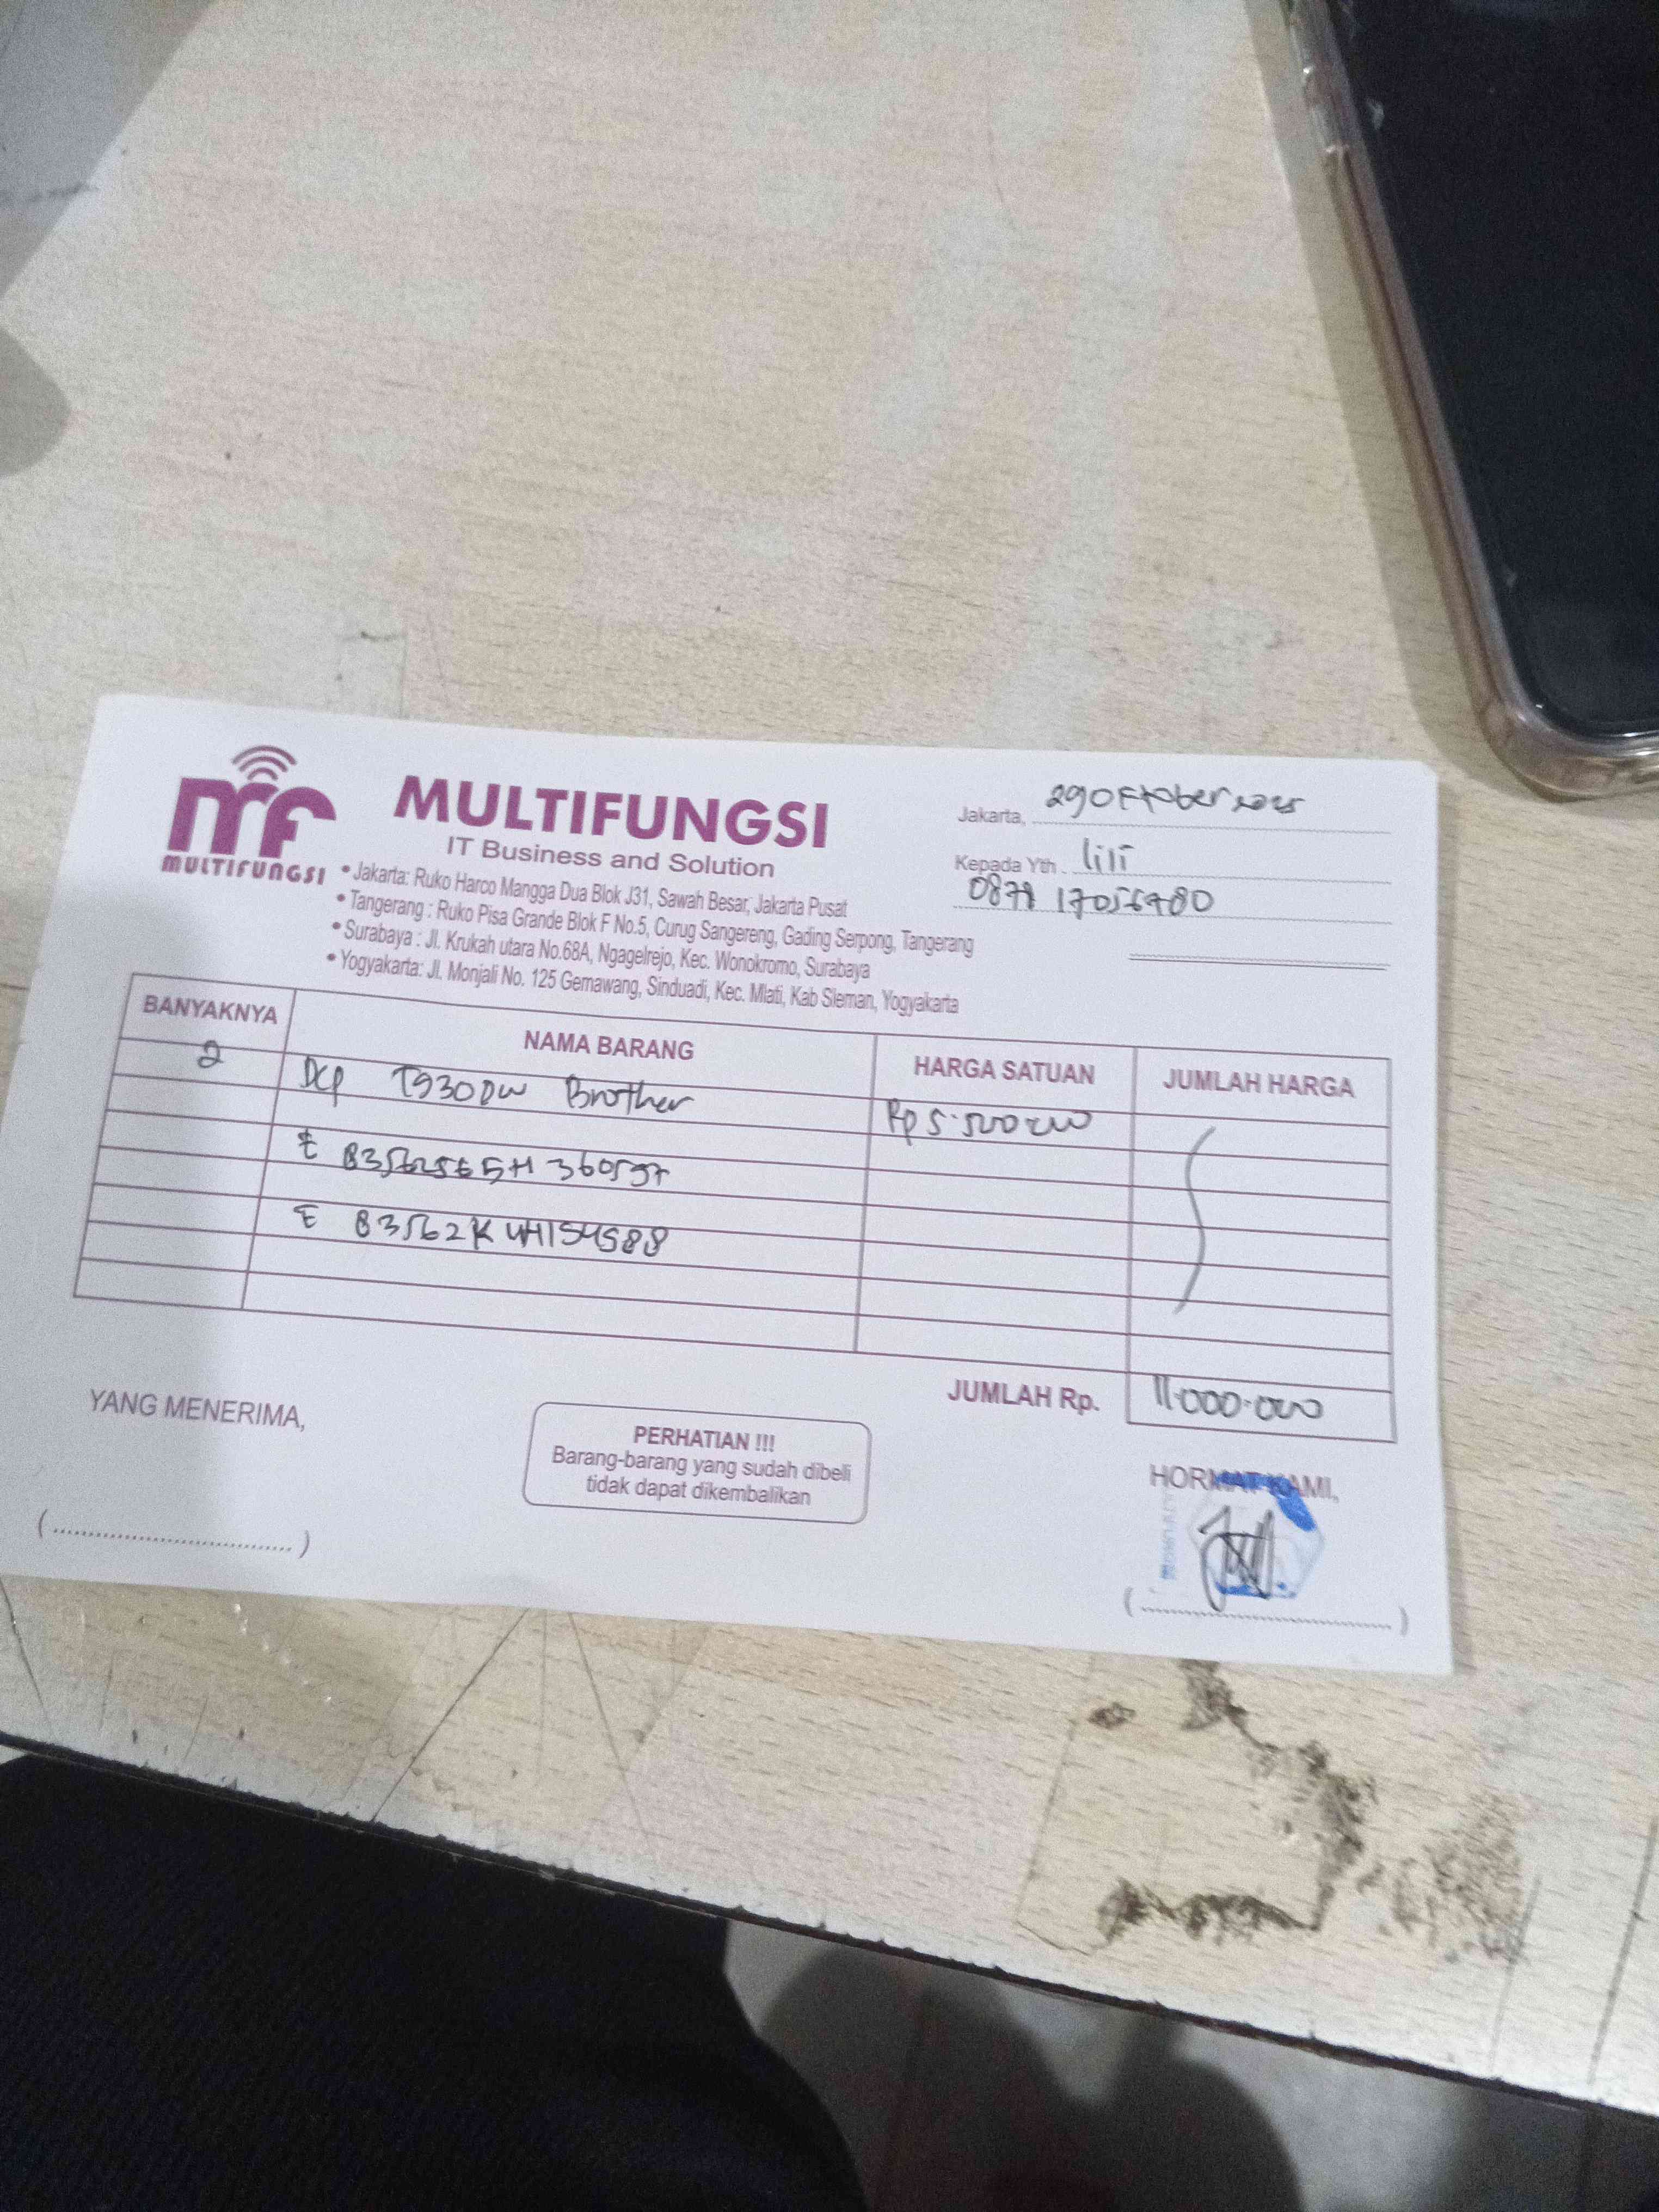 mf
MULTIFUNGSI
MULTIFUNGSI
IT Business and Solution
• Jakarta: Ruko Harco Mangga Dua Blok J31, Sawah Besar, Jakarta Pusat
• Tangerang : Ruko Pisa Grande Blok F No.5, Curug Sangereng, Gading Serpong, Tangerang
• Surabaya : Jl. Krukah utara No.68A, Ngagelrejo, Kec. Wonokromo, Surabaya
• Yogyakarta: Jl. Monjali No. 125 Gemawang, Sinduadi, Kec. Mlati, Kab Sleman, Yogyakarta
Jakarta, 29 Oktober 2025
Kepada Yth. lili
BANYAKNYA NAMA BARANG HARGA SATUAN JUMLAH HARGA
2 DCP T930DW Brother Rp 5.500.000
JUMLAH Rp. 11.000.000
YANG MENERIMA,
PERHATIAN !!!
Barang-barang yang sudah dibeli
tidak dapat dikembalikan
HORMAT KAMI,